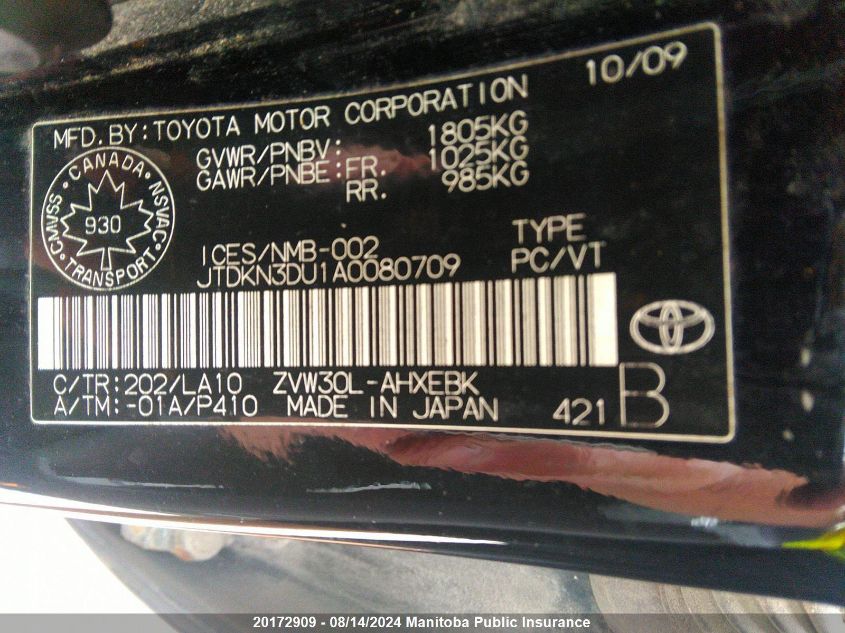 10/09
MFD. BY: TOYOTA MOTOR CORPORATION
GVWR/PNBV: 1805KG
GAWR/PNBE: FR. 1025KG
RR. 985KG
CANADA
CMVSS 930 NSVAC
TRANSPORT
ICES/NMB-002
TYPE
JTDKN3DU1A0080709
PC/VT
C/TR: 202/LA10 ZVW30L-AHXEBK
A/TM: -01A/P410 MADE IN JAPAN 421 B
20172909 - 08/14/2024 Manitoba Public Insurance